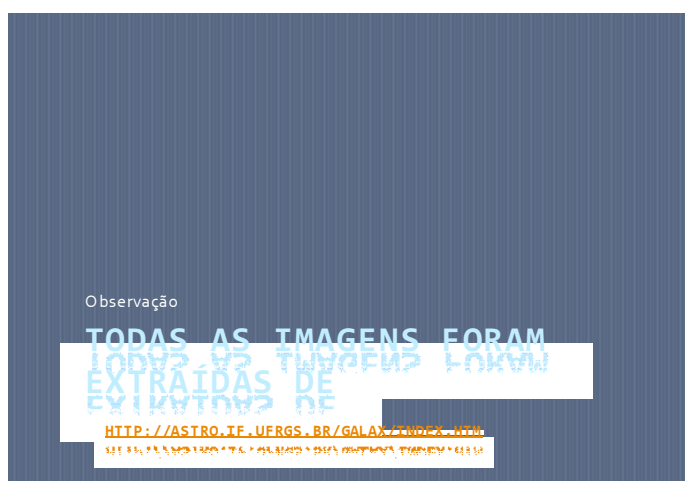 Observação
TODAS AS IMAGENS FORAM
EXTRAÍDAS DE
HTTP://ASTRO.IF.UFRGS.BR/GALAX/INDEX.HTM